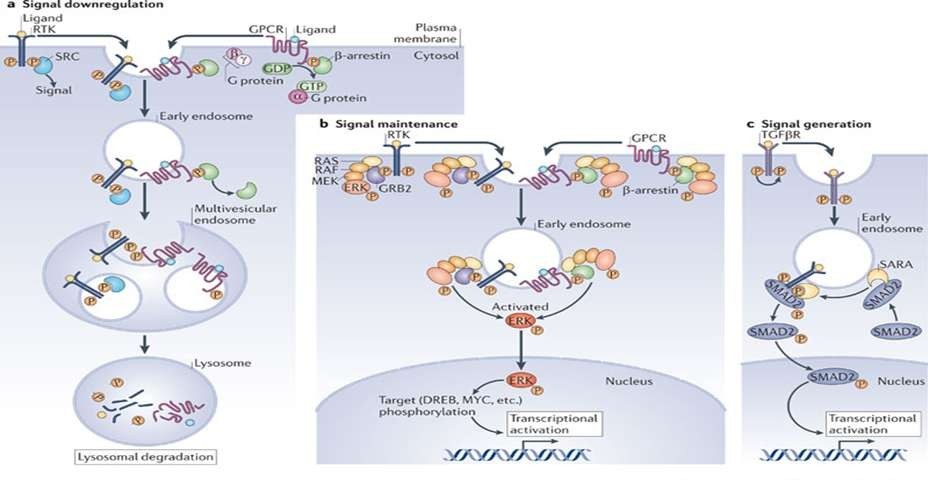 a Signal downregulation
Ligand
RTK
P
P
SRC
Signal
GPCR
Ligand
Plasma
membrane
Cytosol
β
γ
G protein
GDP
GTP
α
G protein
P
β-arrestin
P
P
P
Early endosome
P
P
P
Multivesicular
endosome
P
P
P
P
P
Lysosome
P
P
P
Lysosomal degradation
b Signal maintenance
RTK
GPCR
RAS
RAF
MEK
ERK
GRB2
P
P
P
P
P
β-arrestin
P
P
P
P
Early endosome
P
P
P
P
Activated
ERK
P
ERK
P
Nucleus
Target (DREB, MYC, etc.)
phosphorylation
Transcriptional
activation
c Signal generation
TGFβR
P
P
P
P
Early
endosome
SARA
P
P
SMAD2
P
SMAD2
SMAD2
P
SMAD2
SMAD2
P
Nucleus
Transcriptional
activation